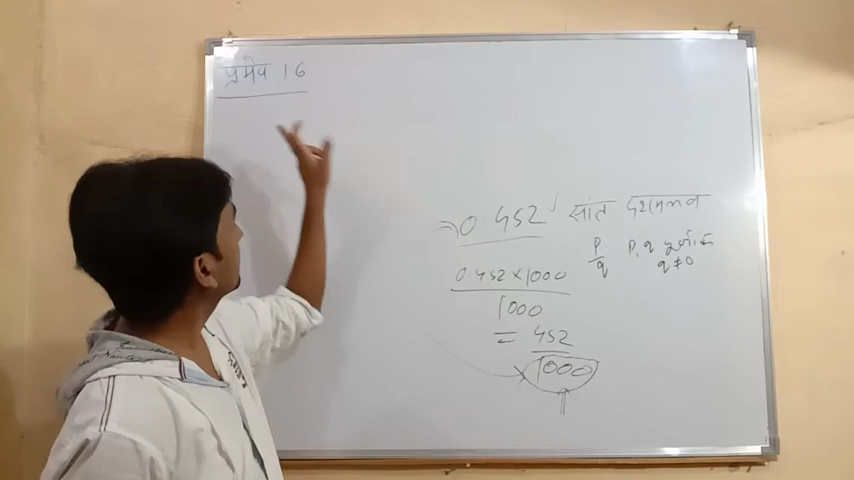 प्रमेय 16
0.452 सांत दशमलव
p/q p, q पूर्णांक
q ≠ 0
0.452 × 1000
1000
= 452
1000